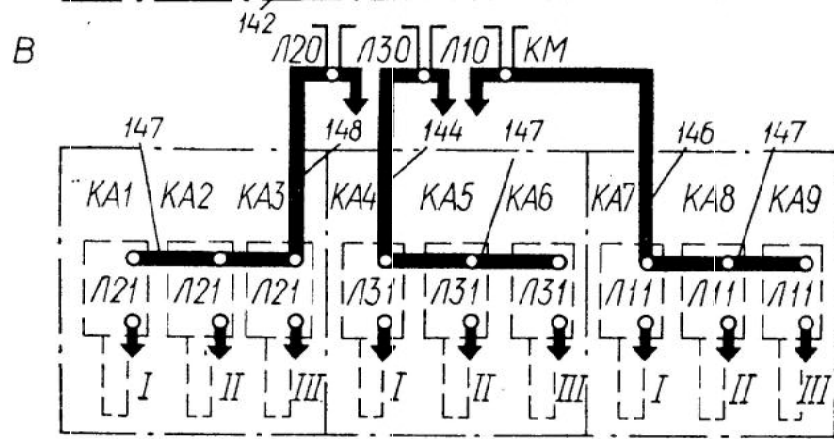 142
В Л20 Л30 Л10 КМ
147 148 144 147 146 147
КА1 КА2 КА3 КА4 КА5 КА6 КА7 КА8 КА9
Л21 Л21 Л21 Л31 Л31 Л31 Л11 Л11 Л11
I II III I II III I II III